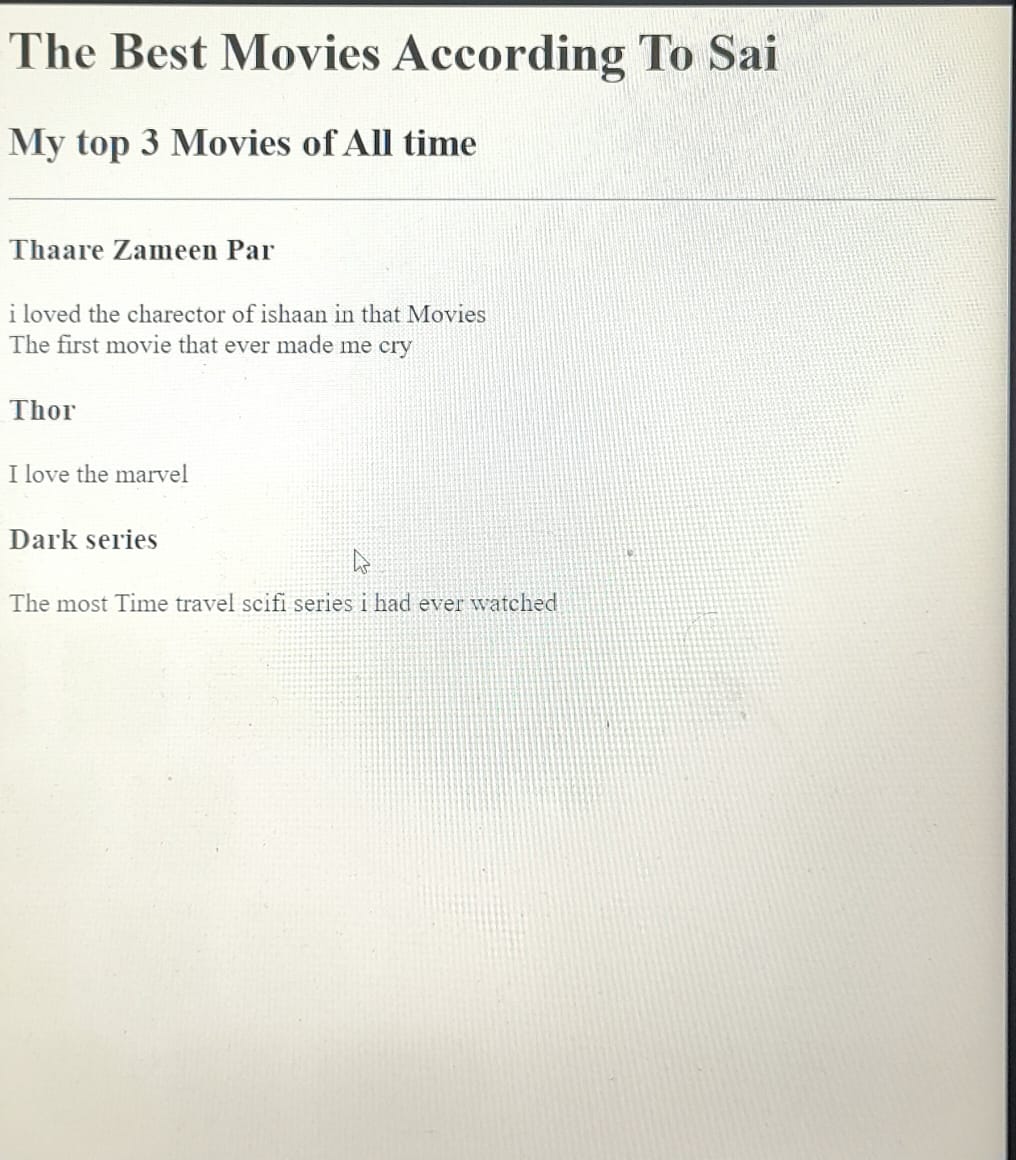 The Best Movies According To Sai
My top 3 Movies of All time
Thaare Zameen Par
i loved the charector of ishaan in that Movies
The first movie that ever made me cry
Thor
I love the marvel
Dark series
The most Time travel scifi series i had ever watched